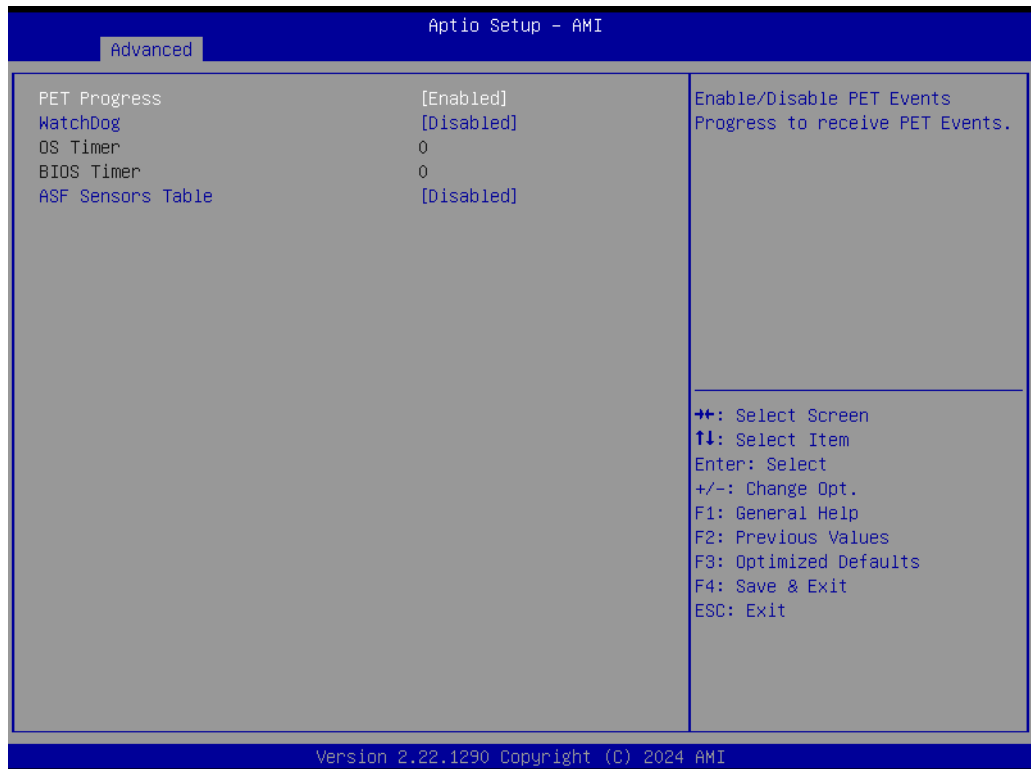 Aptio Setup – AMI
Advanced
PET Progress [Enabled]
WatchDog [Disabled]
OS Timer 0
BIOS Timer 0
ASF Sensors Table [Disabled]
Enable/Disable PET Events
Progress to receive PET Events.
→←: Select Screen
↑↓: Select Item
Enter: Select
+/-: Change Opt.
F1: General Help
F2: Previous Values
F3: Optimized Defaults
F4: Save & Exit
ESC: Exit
Version 2.22.1290 Copyright (C) 2024 AMI